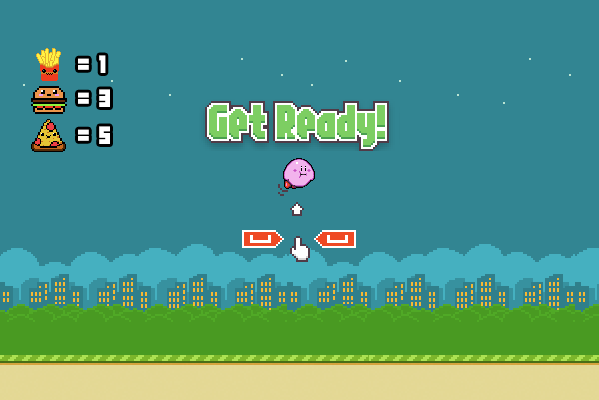 = 1
= 3
= 5
Get Ready!